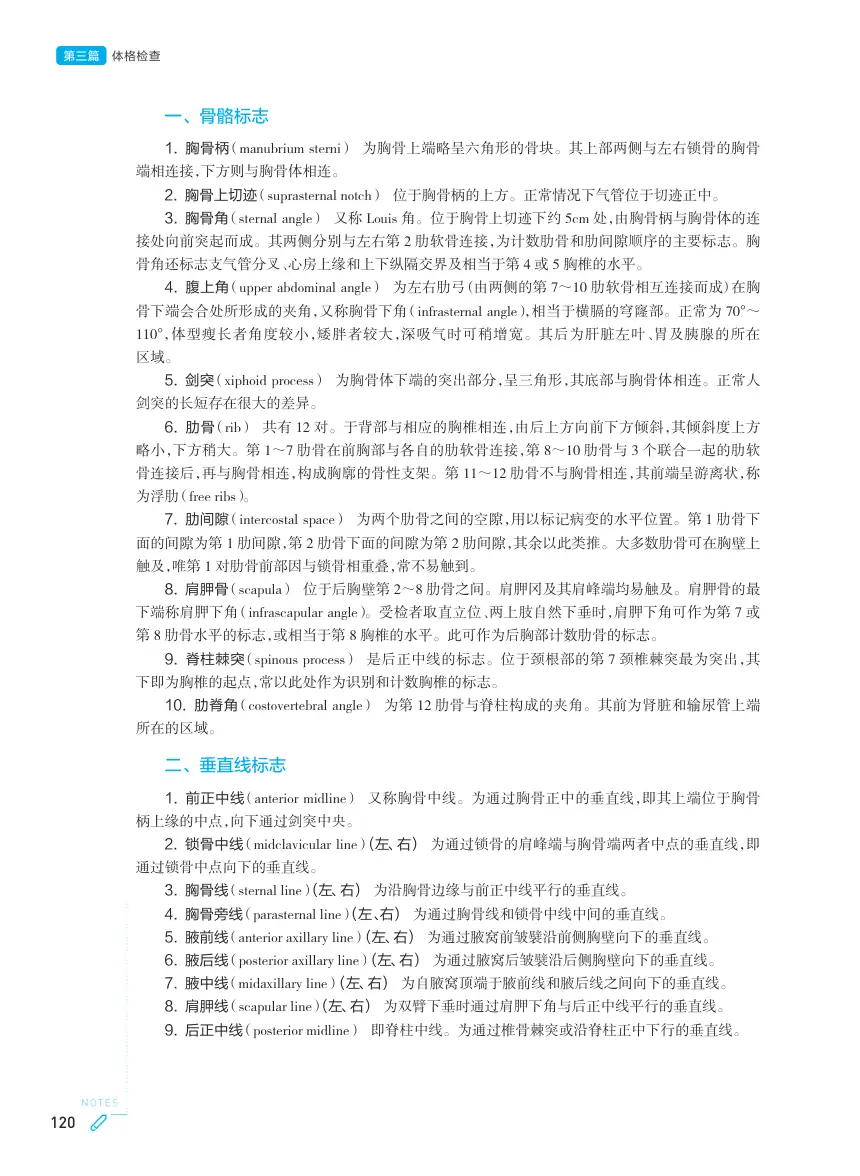 第三篇 体格检查
一、骨骼标志
1. 胸骨柄（manubrium sterni） 为胸骨上端略呈六角形的骨块。其上部两侧与左右锁骨的胸骨
端相连接，下方则与胸骨体相连。
2. 胸骨上切迹（suprasternal notch） 位于胸骨柄的上方。正常情况下气管位于切迹正中。
3. 胸骨角（sternal angle） 又称 Louis 角。位于胸骨上切迹下约 5cm 处，由胸骨柄与胸骨体的连
接处向前突起而成。其两侧分别与左右第 2 肋软骨连接，为计数肋骨和肋间隙顺序的主要标志。胸
骨角还标志支气管分叉、心房上缘和上下纵隔交界及相当于第 4 或 5 胸椎的水平。
4. 腹上角（upper abdominal angle） 为左右肋弓（由两侧的第 7～10 肋软骨相互连接而成）在胸
骨下端会合处所形成的夹角，又称胸骨下角（infrasternal angle），相当于横膈的穹窿部。正常为 70°～
110°，体型瘦长者角度较小，矮胖者较大，深吸气时可稍增宽。其后为肝脏左叶、胃及胰腺的所在
区域。
5. 剑突（xiphoid process） 为胸骨体下端的突出部分，呈三角形，其底部与胸骨体相连。正常人
剑突的长短存在很大的差异。
6. 肋骨（rib） 共有 12 对。于背部与相应的胸椎相连，由后上方向前下方倾斜，其倾斜度上方
略小，下方稍大。第 1～7 肋骨在前胸部与各自的肋软骨连接，第 8～10 肋骨与 3 个联合一起的肋软
骨连接后，再与胸骨相连，构成胸廓的骨性支架。第 11～12 肋骨不与胸骨相连，其前端呈游离状，称
为浮肋（free ribs）。
7. 肋间隙（intercostal space） 为两个肋骨之间的空隙，用以标记病变的水平位置。第 1 肋骨下
面的间隙为第 1 肋间隙，第 2 肋骨下面的间隙为第 2 肋间隙，其余以此类推。大多数肋骨可在胸壁上
触及，唯第 1 对肋骨前部因与锁骨相重叠，常不易触到。
8. 肩胛骨（scapula） 位于后胸壁第 2～8 肋骨之间。肩胛冈及其肩峰端均易触及。肩胛骨的最
下端称肩胛下角（infrascapular angle）。受检者取直立位、两上肢自然下垂时，肩胛下角可作为第 7 或
第 8 肋骨水平的标志，或相当于第 8 胸椎的水平。此可作为后胸部计数肋骨的标志。
9. 脊柱棘突（spinous process） 是后正中线的标志。位于颈根部的第 7 颈椎棘突最为突出，其
下即为胸椎的起点，常以此处作为识别和计数胸椎的标志。
10. 肋脊角（costovertebral angle） 为第 12 肋骨与脊柱构成的夹角。其前为肾脏和输尿管上端
所在的区域。
二、垂直线标志
1. 前正中线（anterior midline） 又称胸骨中线。为通过胸骨正中的垂直线，即其上端位于胸骨
柄上缘的中点，向下通过剑突中央。
2. 锁骨中线（midclavicular line）（左、右） 为通过锁骨的肩峰端与胸骨端两者中点的垂直线，即
通过锁骨中点向下的垂直线。
3. 胸骨线（sternal line）（左、右） 为沿胸骨边缘与前正中线平行的垂直线。
4. 胸骨旁线（parasternal line）（左、右） 为通过胸骨线和锁骨中线中间的垂直线。
5. 腋前线（anterior axillary line）（左、右） 为通过腋窝前皱襞沿前侧胸壁向下的垂直线。
6. 腋后线（posterior axillary line）（左、右） 为通过腋窝后皱襞沿后侧胸壁向下的垂直线。
7. 腋中线（midaxillary line）（左、右） 为自腋窝顶端于腋前线和腋后线之间向下的垂直线。
8. 肩胛线（scapular line）（左、右） 为双臂下垂时通过肩胛下角与后正中线平行的垂直线。
9. 后正中线（posterior midline） 即脊柱中线。为通过椎骨棘突或沿脊柱正中下行的垂直线。
NOTES
120